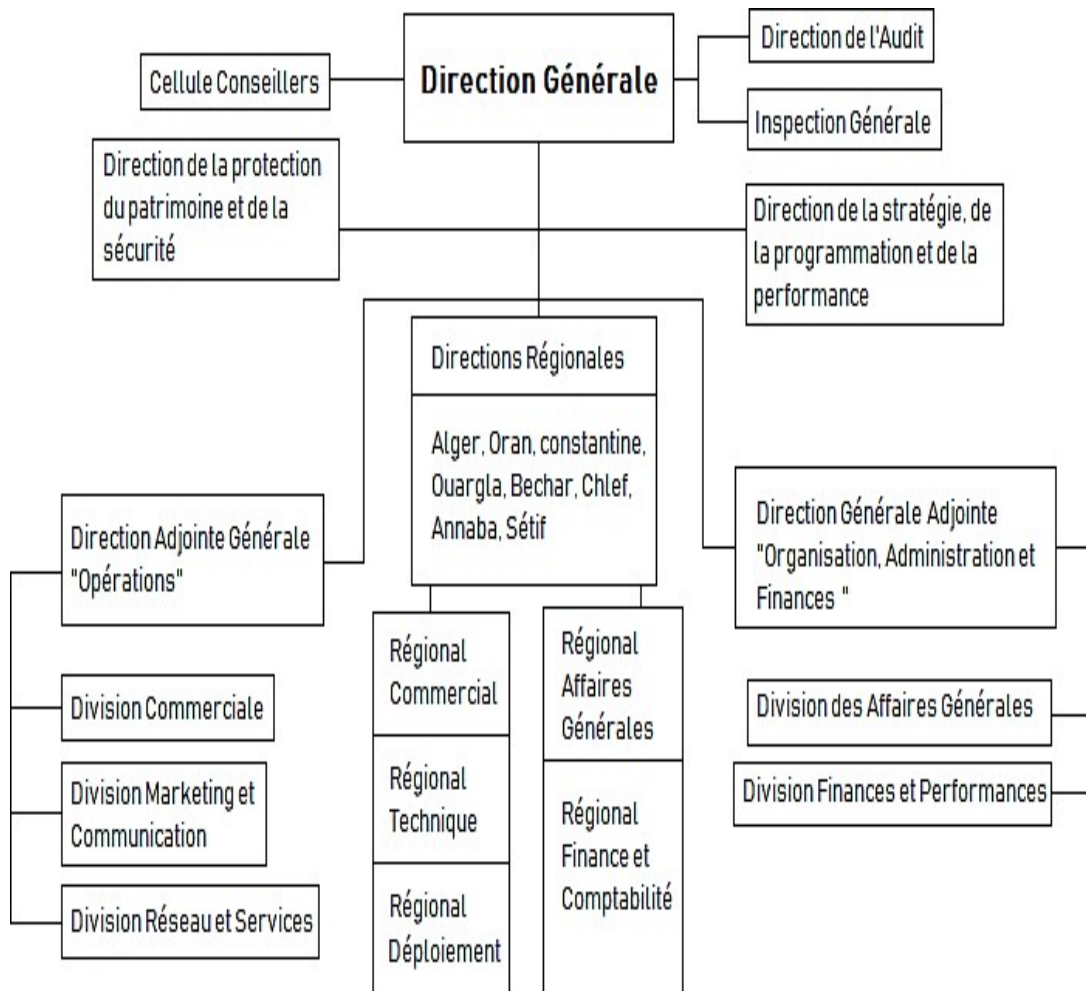 Direction Générale
Cellule Conseillers
Direction de l'Audit
Inspection Générale
Direction de la protection
du patrimoine et de la
sécurité
Direction de la stratégie, de
la programmation et de la
performance
Directions Régionales
Alger, Oran, constantine,
Ouargla, Bechar, Chlef,
Annaba, Sétif
Direction Adjointe Générale
"Opérations"
Direction Générale Adjointe
"Organisation, Administration et
Finances "
Division Commerciale
Division Marketing et
Communication
Division Réseau et Services
Régional
Commercial
Régional
Technique
Régional
Déploiement
Régional
Affaires
Générales
Régional
Finance et
Comptabilité
Division des Affaires Générales
Division Finances et Performances